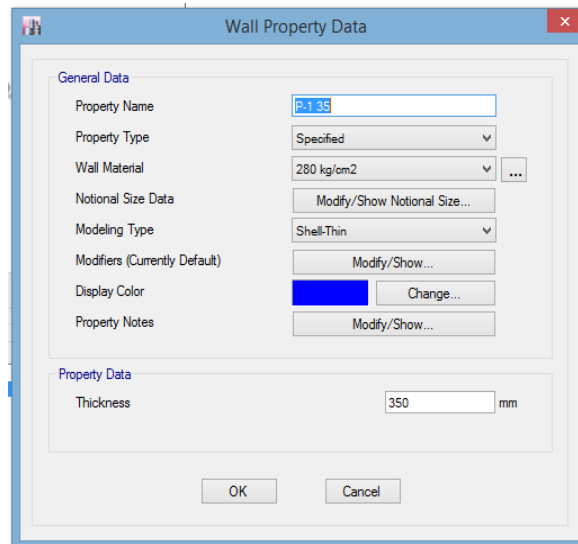 Wall Property Data
General Data
Property Name P-1 35
Property Type Specified
Wall Material 280 kg/cm2 ...
Notional Size Data Modify/Show Notional Size...
Modeling Type Shell-Thin
Modifiers (Currently Default) Modify/Show...
Display Color Change...
Property Notes Modify/Show...
Property Data
Thickness 350 mm
OK Cancel